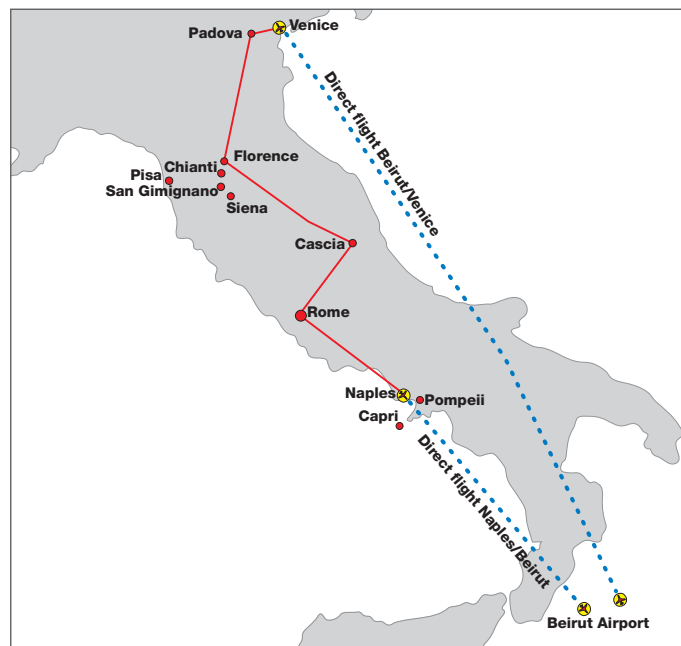 Padova
Venice
Direct flight Beirut/Venice
Florence
Chianti
Pisa
San Gimignano
Siena
Cascia
Rome
Naples
Pompeii
Capri
Direct flight Naples/Beirut
Beirut Airport